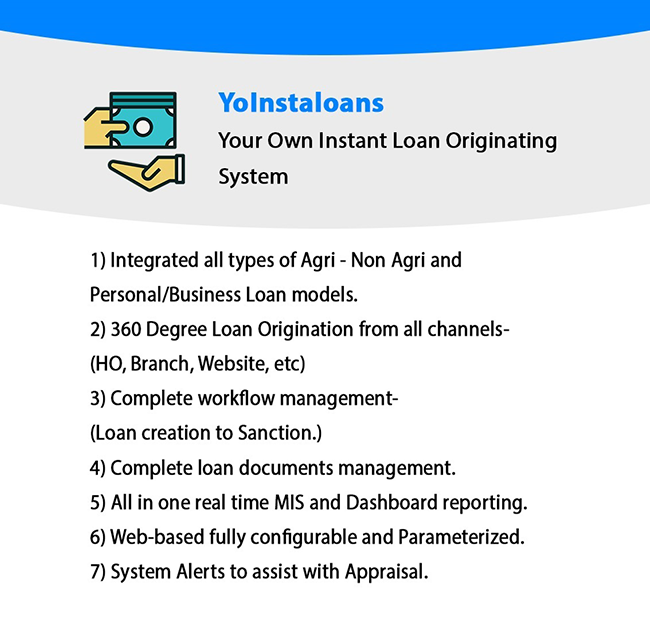 YoInstaloans
Your Own Instant Loan Originating
System
1) Integrated all types of Agri - Non Agri and
Personal/Business Loan models.
2) 360 Degree Loan Origination from all channels-
(HO, Branch, Website, etc)
3) Complete workflow management-
(Loan creation to Sanction.)
4) Complete loan documents management.
5) All in one real time MIS and Dashboard reporting.
6) Web-based fully configurable and Parameterized.
7) System Alerts to assist with Appraisal.